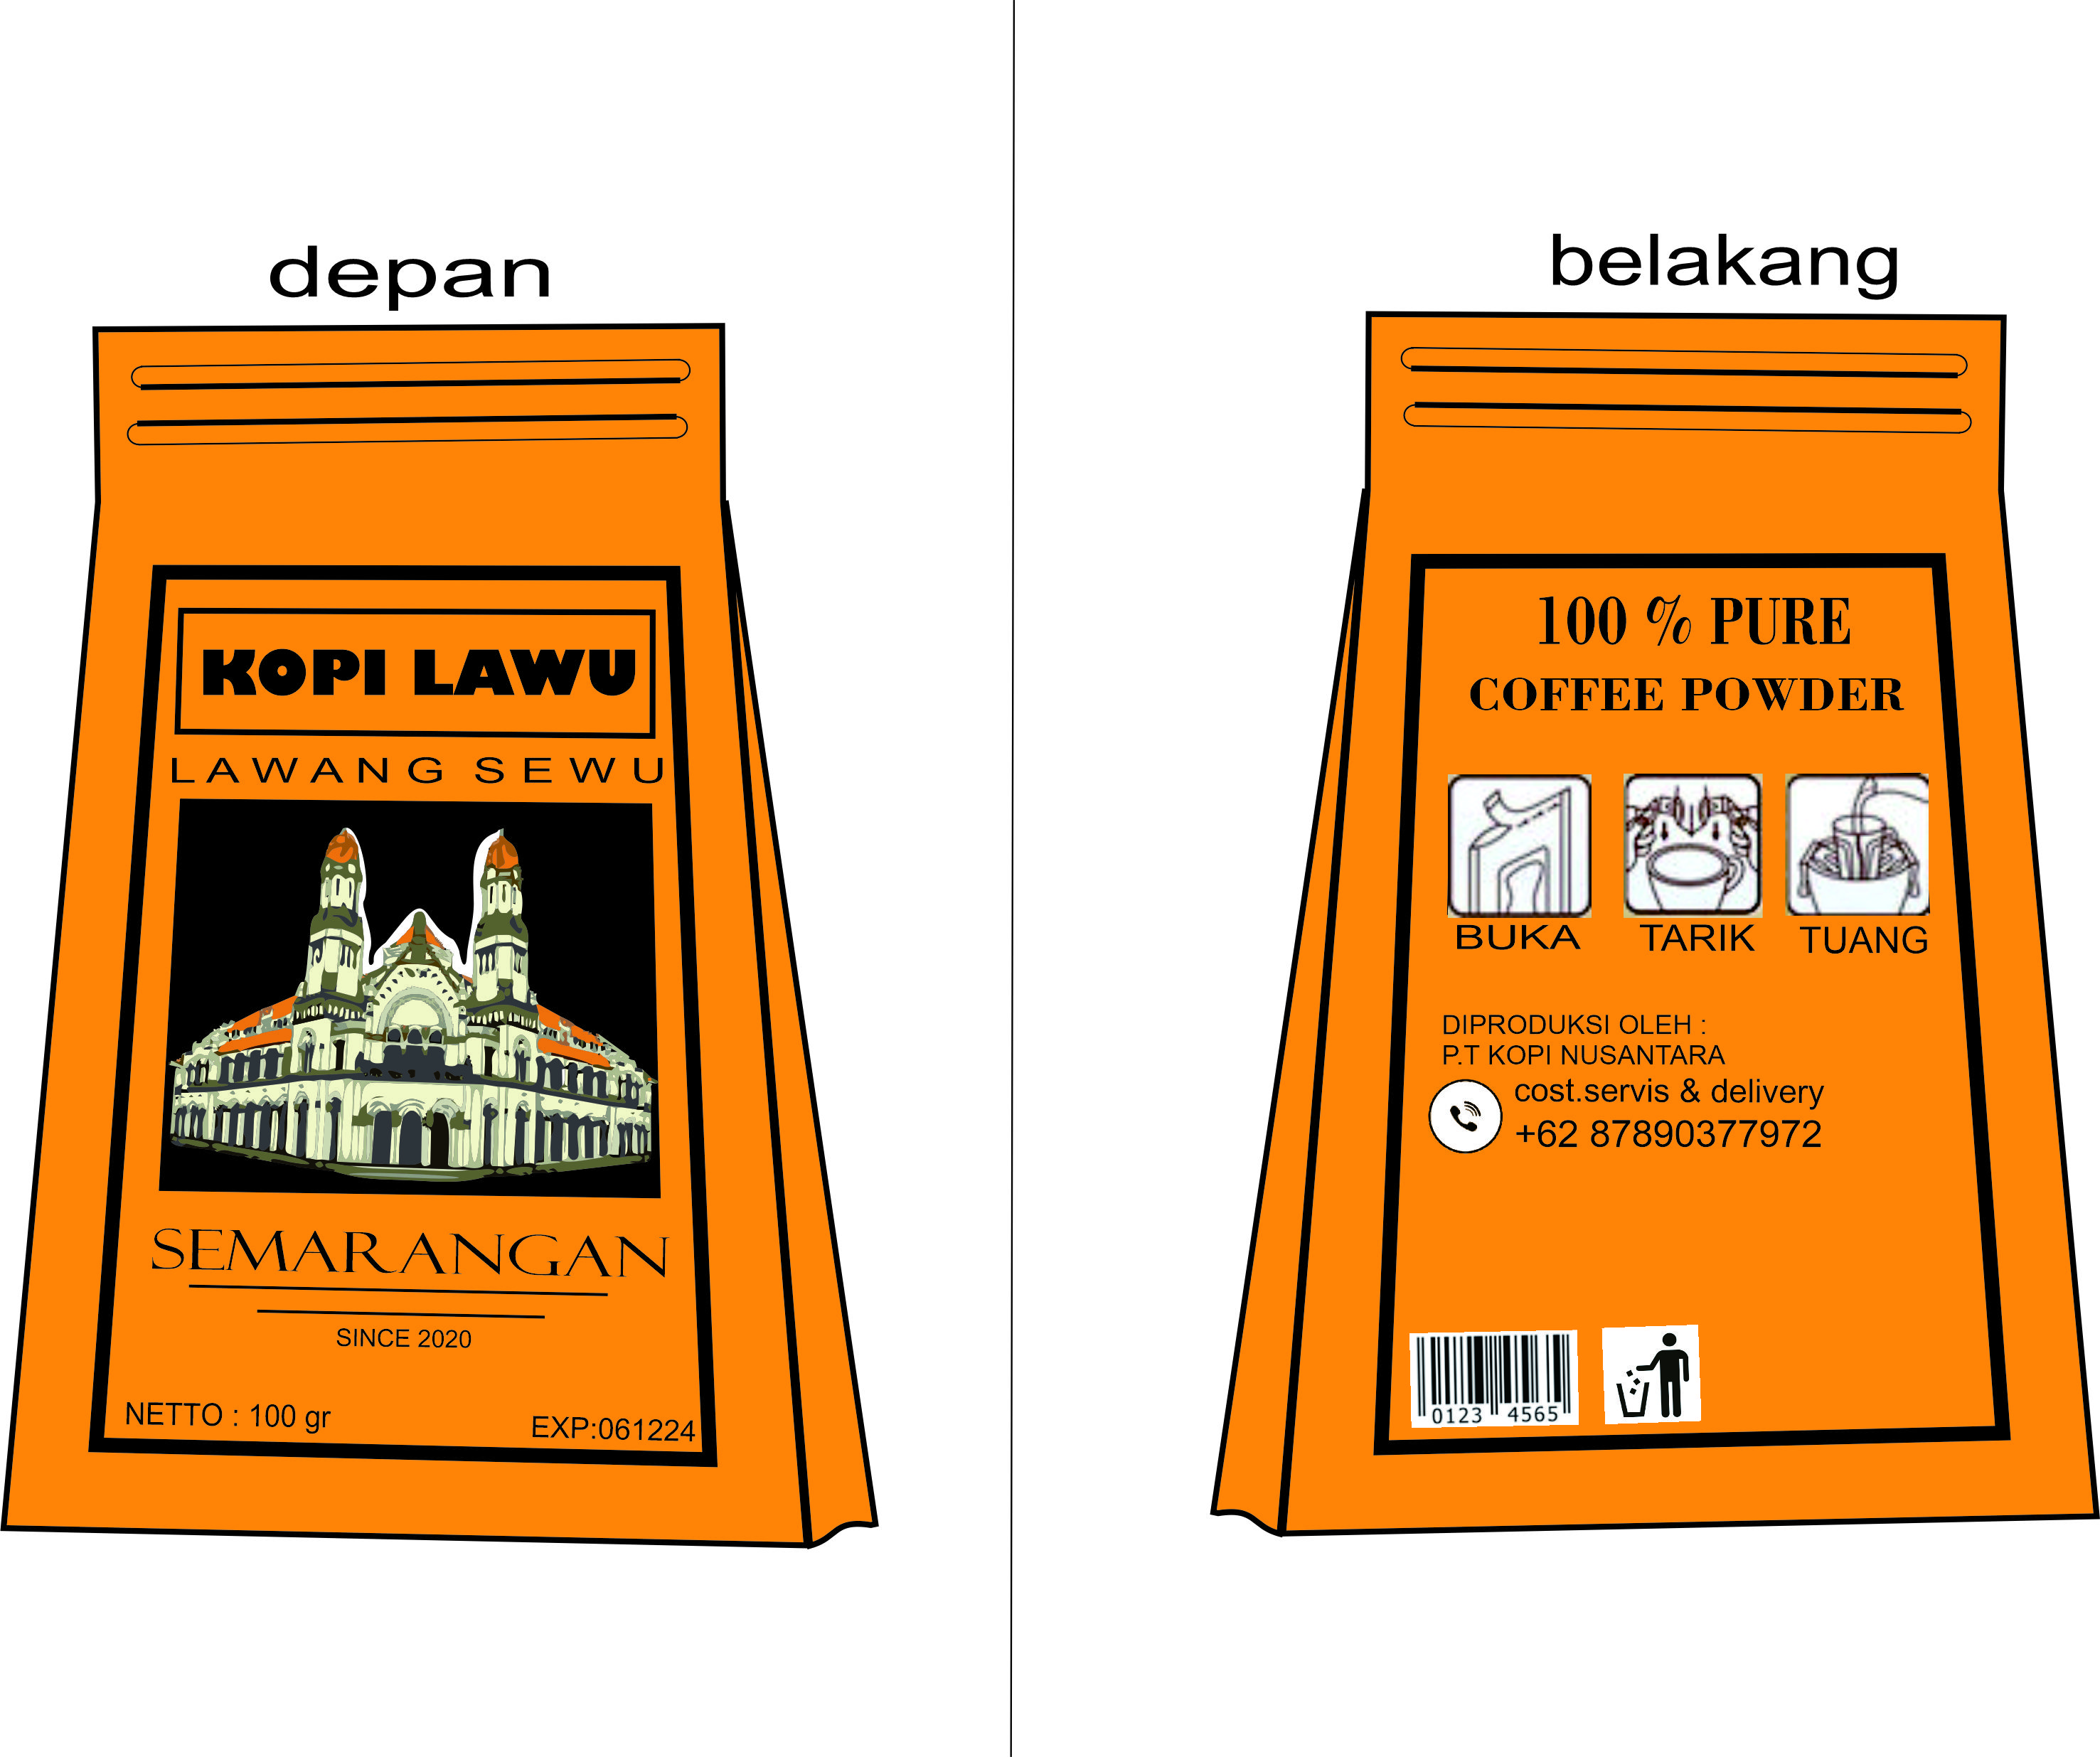 depan
KOPI LAWU
LAWANG SEWU
SEMARANGAN
SINCE 2020
NETTO : 100 gr
EXP:061224
belakang
100 % PURE
COFFEE POWDER
BUKA TARIK TUANG
DIPRODUKSI OLEH :
P.T KOPI NUSANTARA
cost.servis & delivery
+62 87890377972
0123 4565